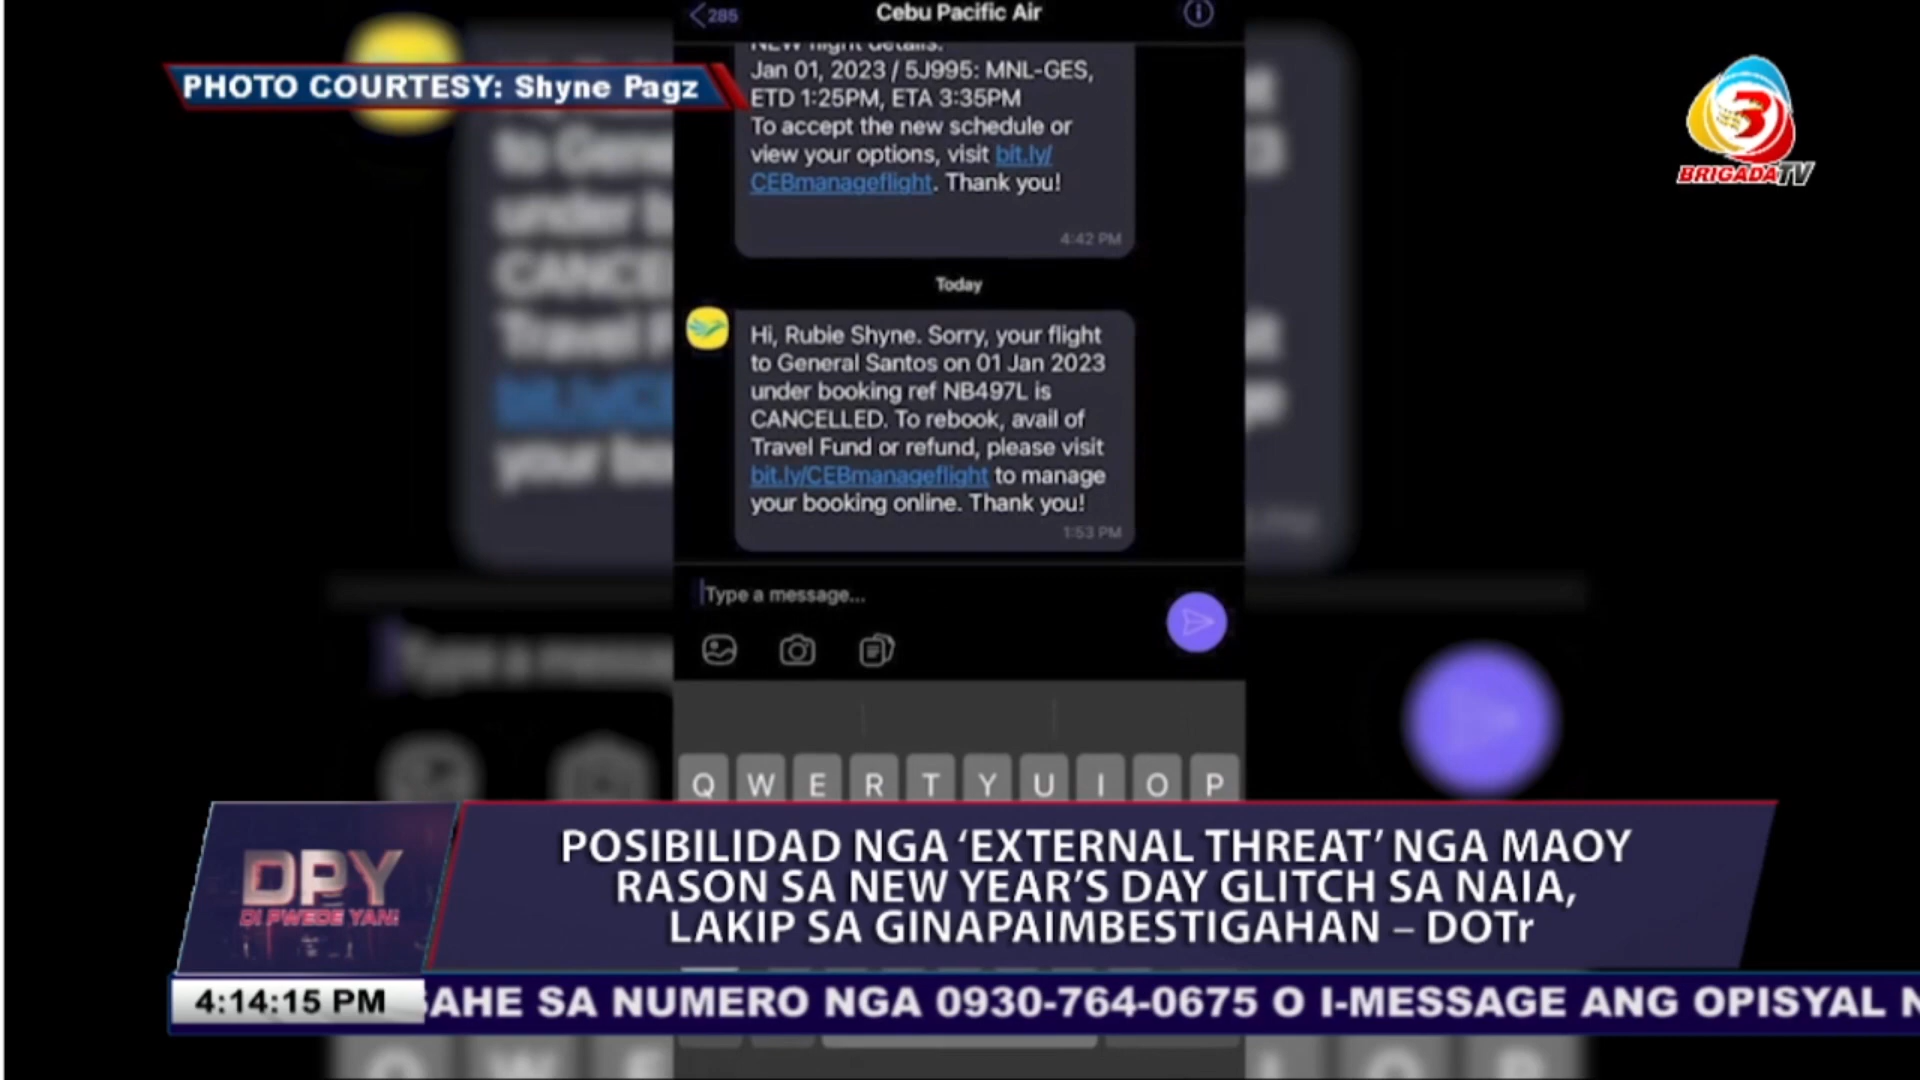 285
Cebu Pacific Air
PHOTO COURTESY: Shyne Pagz
NEW flight details:
Jan 01, 2023 / 5J995: MNL-GES,
ETD 1:25PM, ETA 3:35PM
To accept the new schedule or
view your options, visit bit.ly/
CEBmanageflight. Thank you!
4:42 PM
3
BRIGADA TV
Today
Hi, Rubie Shyne. Sorry, your flight
to General Santos on 01 Jan 2023
under booking ref NB497L is
CANCELLED. To rebook, avail of
Travel Fund or refund, please visit
bit.ly/CEBmanageflight to manage
your booking online. Thank you!
1:53 PM
Type a message...
Q W E R T Y U I O P
DPY
DI PWEDE YAN!
POSIBILIDAD NGA ‘EXTERNAL THREAT’ NGA MAOY
RASON SA NEW YEAR’S DAY GLITCH SA NAIA,
LAKIP SA GINAPAIMBESTIGAHAN – DOTr
4:14:15 PM
SAHE SA NUMERO NGA 0930-764-0675 O I-MESSAGE ANG OPISYAL N